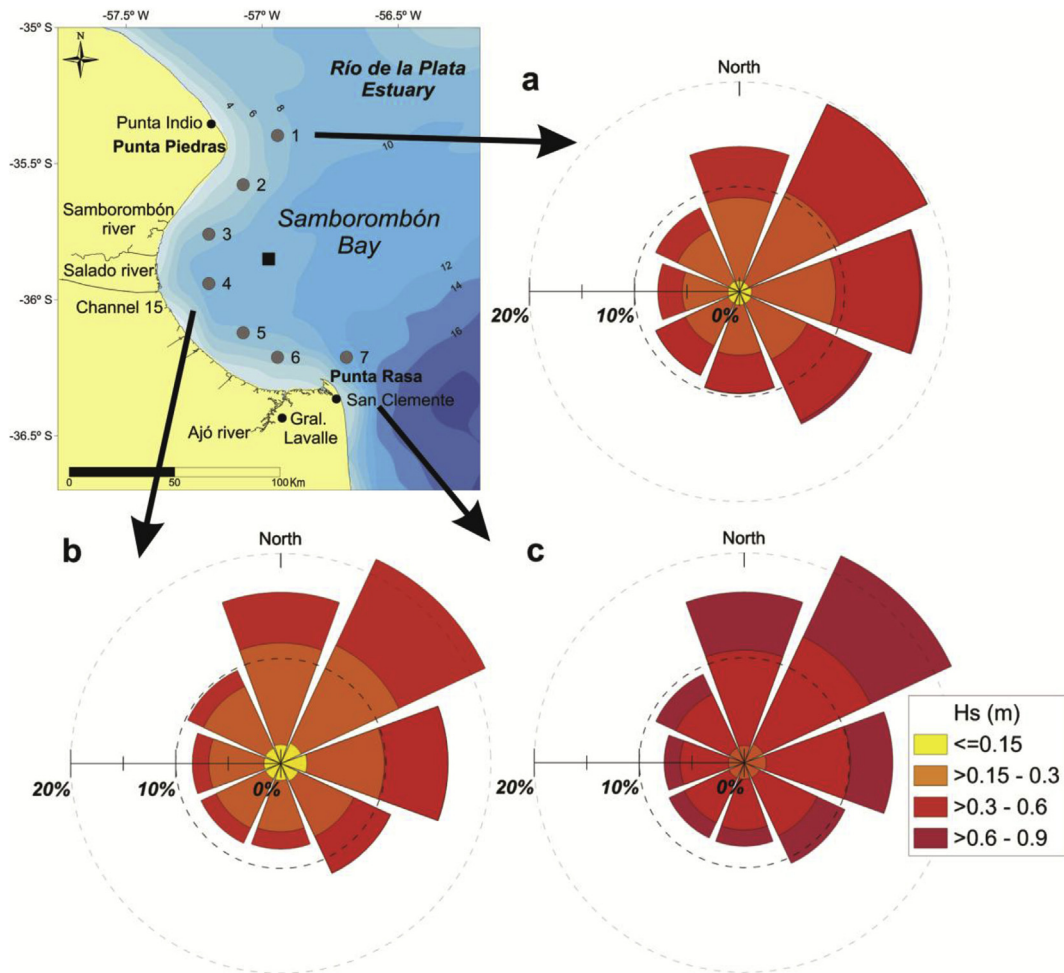 -57.5° W
-57° W
-56.5° W
-35° S
-35.5° S
-36° S
-36.5° S
N
Río de la Plata
Estuary
4
6
8
10
12
14
16
Punta Indio
Punta Piedras
1
2
3
4
5
6
7
Samborombón
river
Salado river
Channel 15
Samborombón
Bay
Punta Rasa
San Clemente
Gral.
Lavalle
Ajó river
0
50
100Km
a
North
20%
10%
0%
b
North
20%
10%
0%
c
North
20%
10%
0%
Hs (m)
<=0.15
>0.15 - 0.3
>0.3 - 0.6
>0.6 - 0.9